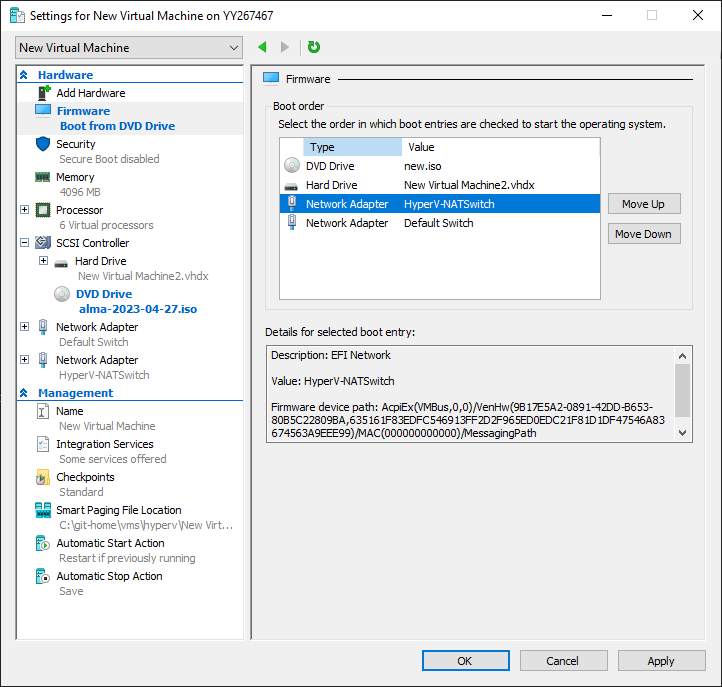 Settings for New Virtual Machine on YY267467
New Virtual Machine
Hardware
Add Hardware
Firmware
Boot from DVD Drive
Security
Secure Boot disabled
Memory
4096 MB
Processor
6 Virtual processors
SCSI Controller
Hard Drive
New Virtual Machine2.vhdx
DVD Drive
alma-2023-04-27.iso
Network Adapter
Default Switch
Network Adapter
HyperV-NATSwitch
Management
Name
New Virtual Machine
Integration Services
Some services offered
Checkpoints
Standard
Smart Paging File Location
C:\git-home\vms\hyperv\New Virt...
Automatic Start Action
Restart if previously running
Automatic Stop Action
Save
Firmware
Boot order
Select the order in which boot entries are checked to start the operating system.
Type Value
DVD Drive new.iso
Hard Drive New Virtual Machine2.vhdx
Network Adapter HyperV-NATSwitch
Network Adapter Default Switch
Move Up
Move Down
Details for selected boot entry:
Description: EFI Network
Value: HyperV-NATSwitch
Firmware device path: AcpiEx(VMBus,0,0)/VenHw(9B17E5A2-0891-42DD-B653-
80B5C22809BA,635161F83EDFC546913FF2D2F965ED0EDC21F81D1DF47546A83
674563A9EEE99)/MAC(000000000000)/MessagingPath
OK
Cancel
Apply